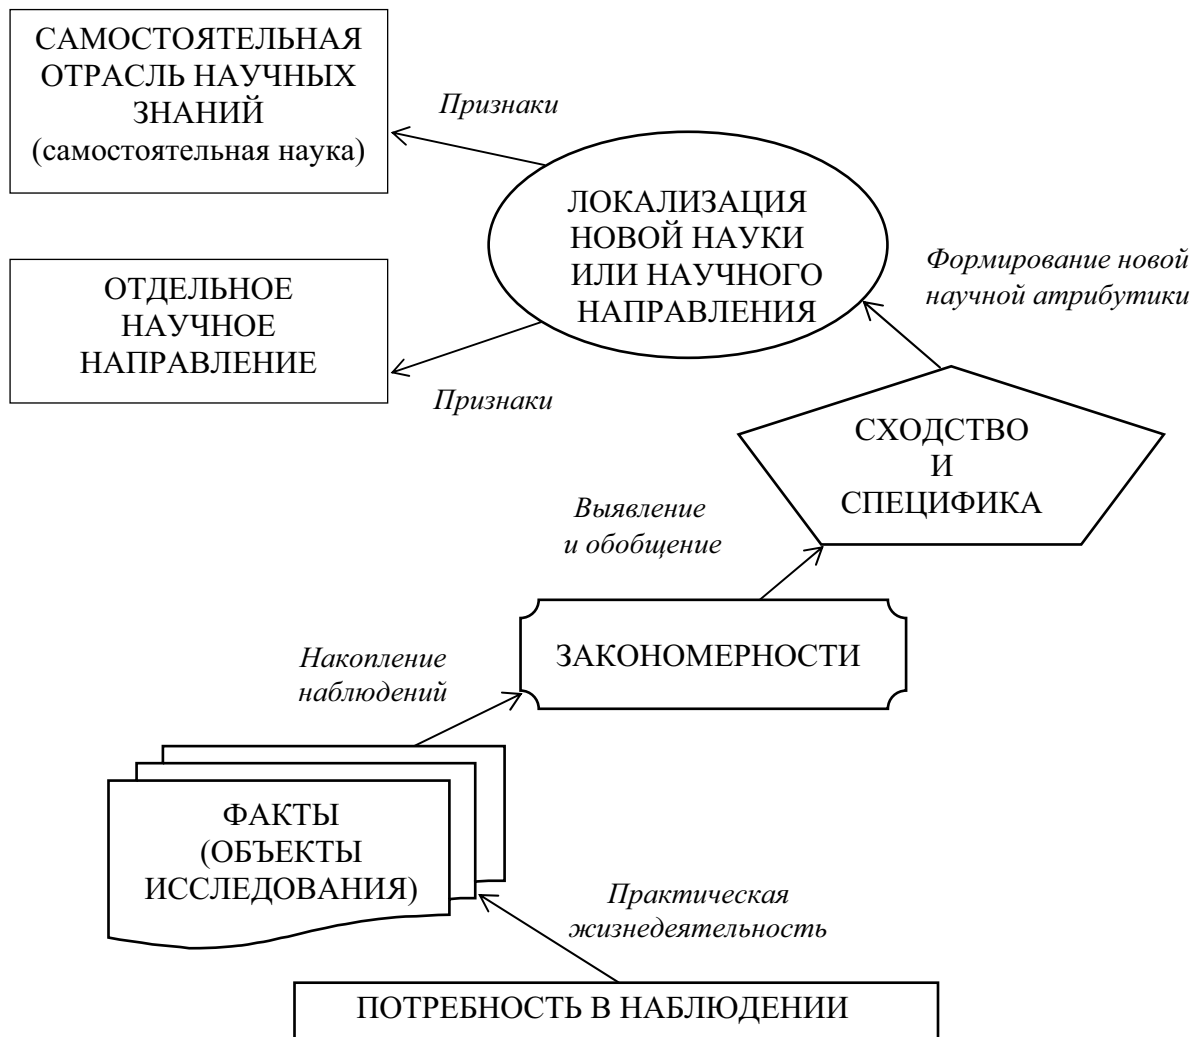 САМОСТОЯТЕЛЬНАЯ
ОТРАСЛЬ НАУЧНЫХ
ЗНАНИЙ
(самостоятельная наука)
Признаки
ЛОКАЛИЗАЦИЯ
НОВОЙ НАУКИ
ИЛИ НАУЧНОГО
НАПРАВЛЕНИЯ
Формирование новой
научной атрибутики
ОТДЕЛЬНОЕ
НАУЧНОЕ
НАПРАВЛЕНИЕ
Признаки
СХОДСТВО
И
СПЕЦИФИКА
Выявление
и обобщение
ЗАКОНОМЕРНОСТИ
Накопление
наблюдений
ФАКТЫ
(ОБЪЕКТЫ
ИССЛЕДОВАНИЯ)
Практическая
жизнедеятельность
ПОТРЕБНОСТЬ В НАБЛЮДЕНИИ